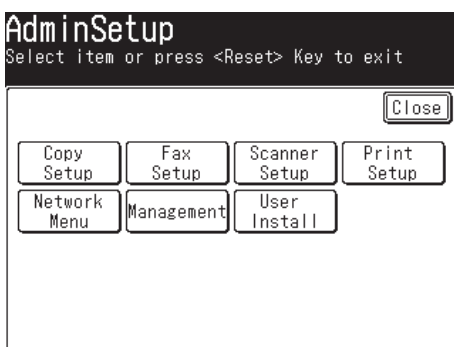 AdminSetup
Select item or press <Reset> Key to exit
Close
Copy Setup
Fax Setup
Scanner Setup
Print Setup
Network Menu
Management
User Install